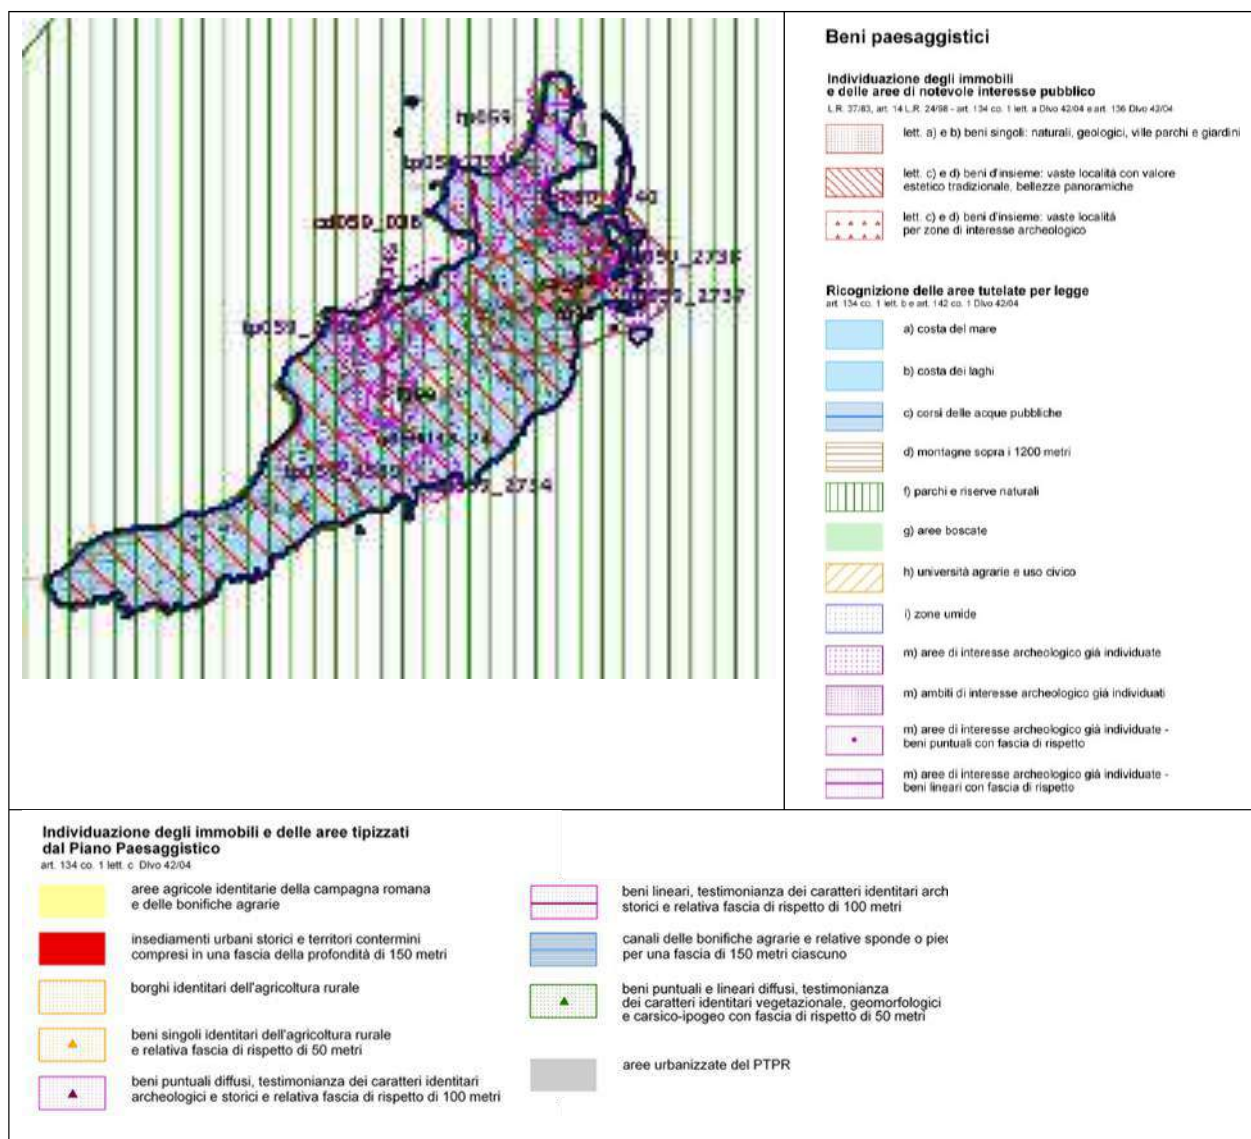 tp059_2738
tp059_2737
cd059_036
Beni paesaggistici
Individuazione degli immobili
e delle aree di notevole interesse pubblico
L.R. 37/83, art. 14 L.R. 24/98 - art. 134 co. 1 lett. a Dlvo 42/04 e art. 136 Dlvo 42/04
lett. a) e b) beni singoli: naturali, geologici, ville parchi e giardini
lett. c) e d) beni d'insieme: vaste località con valore
estetico tradizionale, bellezze panoramiche
lett. c) e d) beni d'insieme: vaste località
per zone di interesse archeologico
Ricognizione delle aree tutelate per legge
art. 134 co. 1 lett. b e art. 142 co. 1 Dlvo 42/04
a) costa del mare
b) costa dei laghi
c) corsi delle acque pubbliche
d) montagne sopra i 1200 metri
f) parchi e riserve naturali
g) aree boscate
h) università agrarie e uso civico
i) zone umide
m) aree di interesse archeologico già individuate
m) ambiti di interesse archeologico già individuati
m) aree di interesse archeologico già individuate -
beni puntuali con fascia di rispetto
m) aree di interesse archeologico già individuate -
beni lineari con fascia di rispetto
Individuazione degli immobili e delle aree tipizzati
dal Piano Paesaggistico
art. 134 co. 1 lett. c Dlvo 42/04
aree agricole identitarie della campagna romana
e delle bonifiche agrarie
insediamenti urbani storici e territori contermini
compresi in una fascia della profondità di 150 metri
borghi identitari dell'agricoltura rurale
beni singoli identitari dell'agricoltura rurale
e relativa fascia di rispetto di 50 metri
beni puntuali diffusi, testimonianza dei caratteri identitari
archeologici e storici e relativa fascia di rispetto di 100 metri
beni lineari, testimonianza dei caratteri identitari arch
storici e relativa fascia di rispetto di 100 metri
canali delle bonifiche agrarie e relative sponde o pied
per una fascia di 150 metri ciascuno
beni puntuali e lineari diffusi, testimonianza
dei caratteri identitari vegetazionale, geomorfologici
e carsico-ipogeo con fascia di rispetto di 50 metri
aree urbanizzate del PTPR